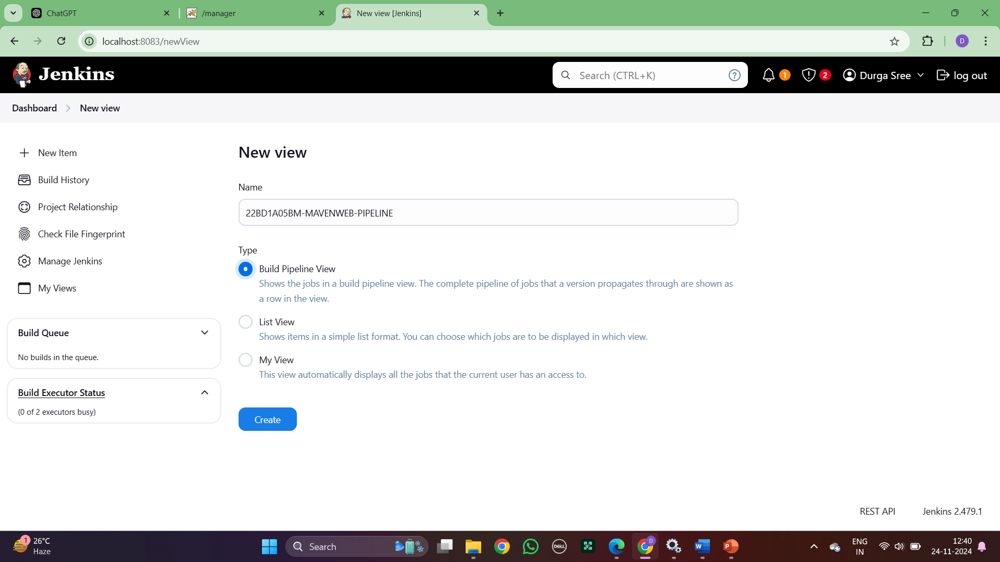 ChatGPT
/manager
New view [Jenkins]
localhost:8083/newView
D
Jenkins
Search (CTRL+K)
?
1
2
Durga Sree
log out
Dashboard
New view
New Item
Build History
Project Relationship
Check File Fingerprint
Manage Jenkins
My Views
Build Queue
No builds in the queue.
Build Executor Status
(0 of 2 executors busy)
New view
Name
22BD1A05BM-MAVENWEB-PIPELINE
Type
Build Pipeline View
Shows the jobs in a build pipeline view. The complete pipeline of jobs that a version propagates through are shown as
a row in the view.
List View
Shows items in a simple list format. You can choose which jobs are to be displayed in which view.
My View
This view automatically displays all the jobs that the current user has an access to.
Create
REST API
Jenkins 2.479.1
1
26°C
Haze
Search
DELL
D
W
P
ENG
IN
12:40
24-11-2024